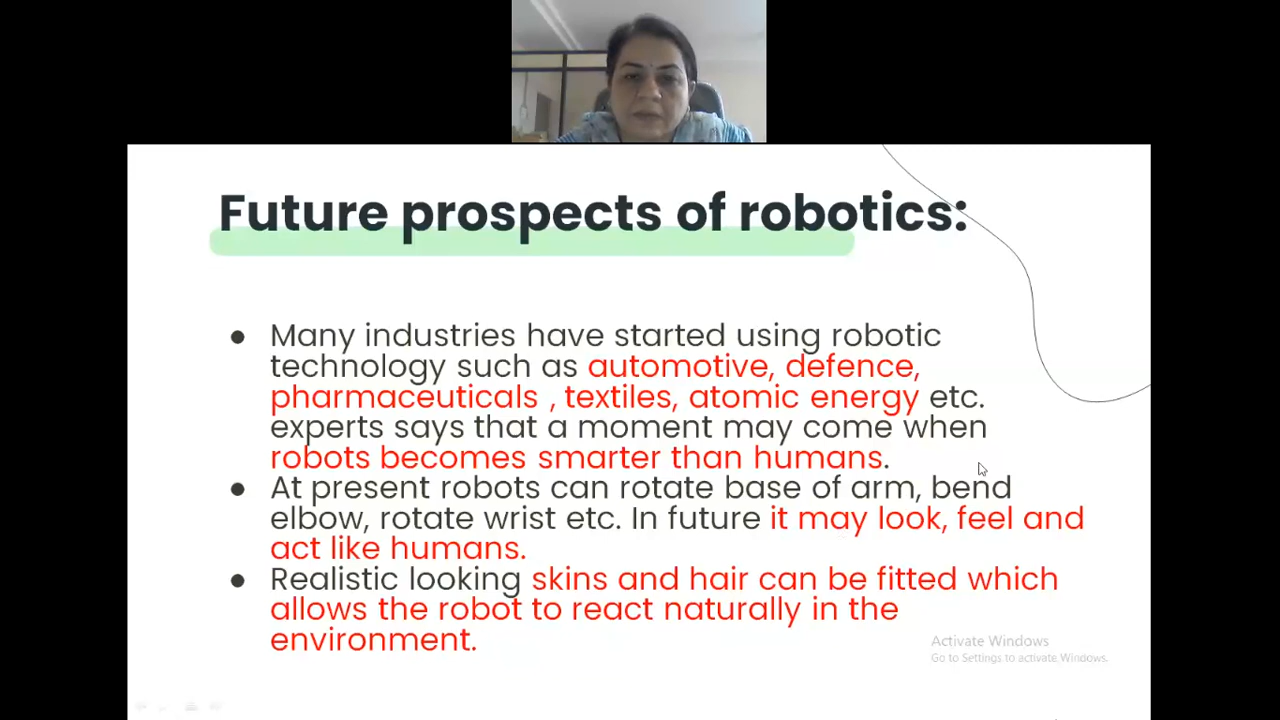 Future prospects of robotics:
● Many industries have started using robotic
technology such as automotive, defence,
pharmaceuticals , textiles, atomic energy etc.
experts says that a moment may come when
robots becomes smarter than humans.
● At present robots can rotate base of arm, bend
elbow, rotate wrist etc. In future it may look, feel and
act like humans.
● Realistic looking skins and hair can be fitted which
allows the robot to react naturally in the
environment.
Activate Windows
Go to Settings to activate Windows.